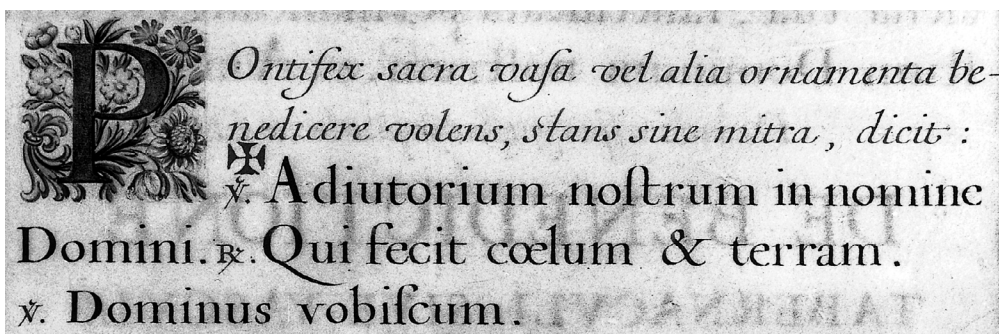 POntifex sacra vasa vel alia ornamenta be-
nedicere volens, stans sine mitra, dicit :
✠
℣. Adiutorium noſtrum in nomine
Domini. ℟. Qui fecit cœlum & terram.
℣. Dominus vobiſcum.